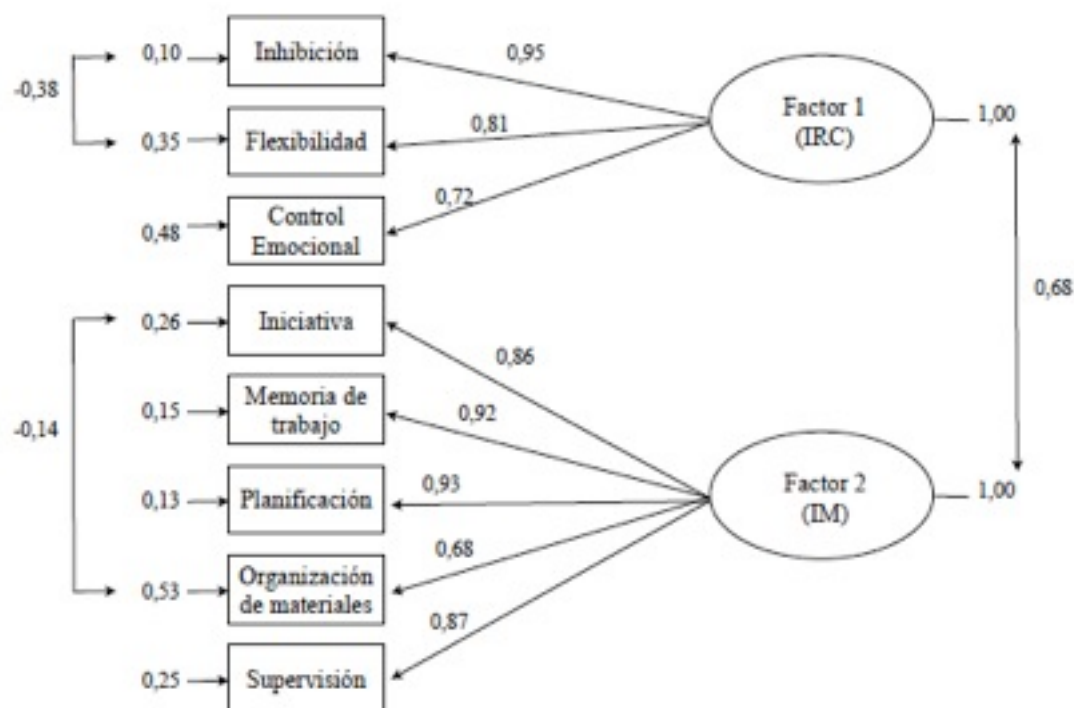 0,10
Inhibición
0,95
-0,38
0,35
Flexibilidad
0,81
Factor 1
(IRC)
1,00
0,48
Control
Emocional
0,72
0,68
0,26
Iniciativa
0,86
-0,14
0,15
Memoria de
trabajo
0,92
0,13
Planificación
0,93
Factor 2
(IM)
1,00
0,53
Organización
de materiales
0,68
0,25
Supervisión
0,87